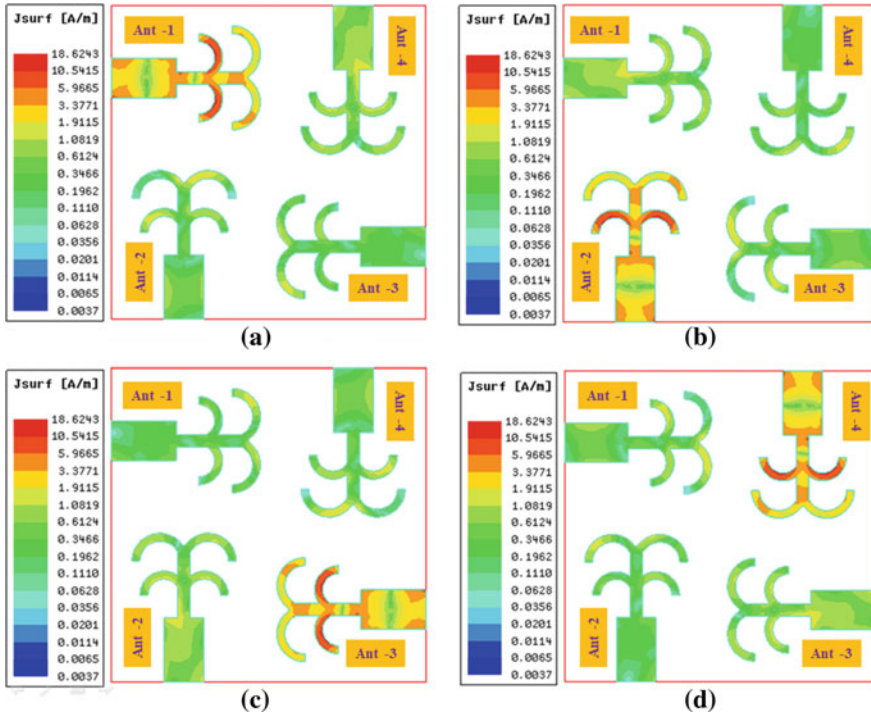 Jsurf [A/m]
18.6243
10.5415
5.9665
3.3771
1.9115
1.0819
0.6124
0.3466
0.1962
0.1110
0.0628
0.0356
0.0201
0.0114
0.0065
0.0037
Ant -1
Ant -4
Ant -2
Ant -3
(a)
Jsurf [A/m]
18.6243
10.5415
5.9665
3.3771
1.9115
1.0819
0.6124
0.3466
0.1962
0.1110
0.0628
0.0356
0.0201
0.0114
0.0065
0.0037
Ant -1
Ant -4
Ant -2
Ant -3
(b)
Jsurf [A/m]
18.6243
10.5415
5.9665
3.3771
1.9115
1.0819
0.6124
0.3466
0.1962
0.1110
0.0628
0.0356
0.0201
0.0114
0.0065
0.0037
Ant -1
Ant -4
Ant -2
Ant -3
(c)
Jsurf [A/m]
18.6243
10.5415
5.9665
3.3771
1.9115
1.0819
0.6124
0.3466
0.1962
0.1110
0.0628
0.0356
0.0201
0.0114
0.0065
0.0037
Ant -1
Ant -4
Ant -2
Ant -3
(d)